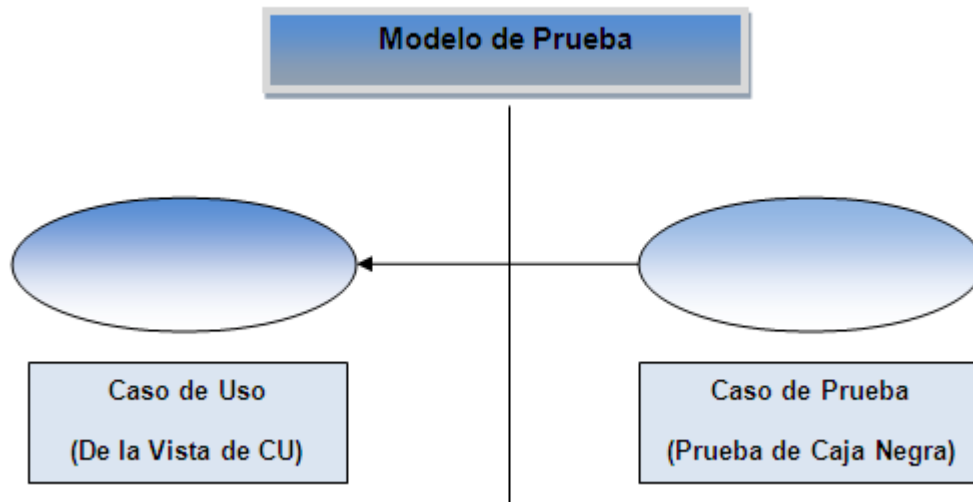 Modelo de Prueba
Caso de Uso
(De la Vista de CU)
Caso de Prueba
(Prueba de Caja Negra)